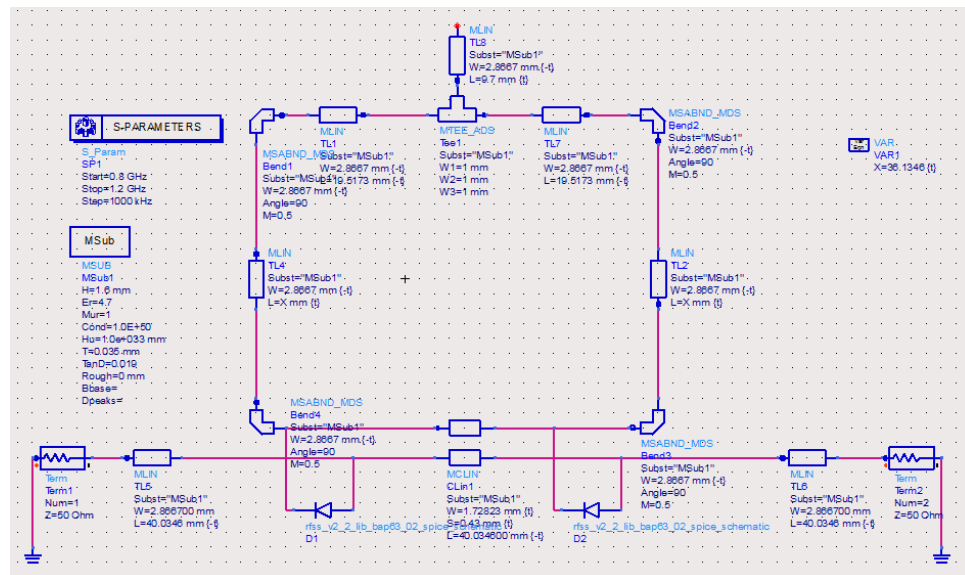 MLIN
TL8
Subst="MSub1"
W=2.8667 mm {-t}
L=9.7 mm {t}
S-PARAMETERS
S_Param
SP1
Start=0.8 GHz
Stop=1.2 GHz
Step=1000 kHz
MSub
MSUB
MSub1
H=1.6 mm
Er=4.7
Mur=1
Cond=1.0E+50
Hu=1.0e+033 mm
T=0.035 mm
TanD=0.019
Rough=0 mm
Bbase=
Dpeaks=
MSABND_MDS
Bend1
Subst="MSub1"
W=2.8667 mm {-t}
Angle=90
M=0.5
MLIN
TL1
Subst="MSub1"
W=2.8667 mm {-t}
L=19.5173 mm {-t}
MTEE_ADS
Tee1
Subst="MSub1"
W1=1 mm
W2=1 mm
W3=1 mm
MLIN
TL7
Subst="MSub1"
W=2.8667 mm {-t}
L=19.5173 mm {-t}
MSABND_MDS
Bend2
Subst="MSub1"
W=2.8667 mm {-t}
Angle=90
M=0.5
VAR
VAR1
X=36.1346 {t}
MLIN
TL4
Subst="MSub1"
W=2.8667 mm {-t}
L=X mm {t}
MLIN
TL2
Subst="MSub1"
W=2.8667 mm {-t}
L=X mm {t}
MSABND_MDS
Bend4
Subst="MSub1"
W=2.8667 mm {-t}
Angle=90
M=0.5
MSABND_MDS
Bend3
Subst="MSub1"
W=2.8667 mm {-t}
Angle=90
M=0.5
Term
Term1
Num=1
Z=50 Ohm
MLIN
TL5
Subst="MSub1"
W=2.866700 mm
L=40.0346 mm {-t}
rfss_v2_2_lib_bap63_02_spice_schematic
D1
MCLIN
CLin1
Subst="MSub1"
W=1.72823 mm {t}
S=0.43 mm {t}
L=40.034600 mm {-t}
rfss_v2_2_lib_bap63_02_spice_schematic
D2
MLIN
TL6
Subst="MSub1"
W=2.866700 mm
L=40.0346 mm {-t}
Term
Term2
Num=2
Z=50 Ohm